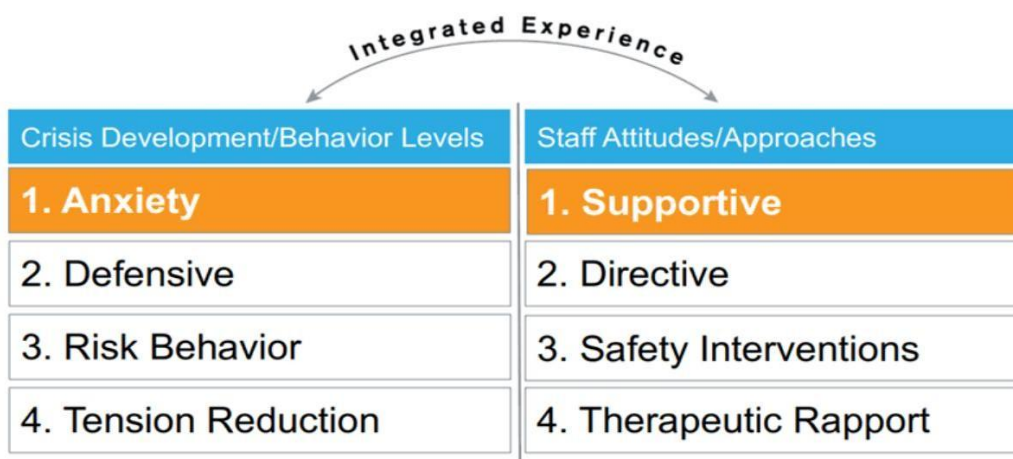 Integrated Experience
Crisis Development/Behavior Levels
Staff Attitudes/Approaches
1. Anxiety
1. Supportive
2. Defensive
2. Directive
3. Risk Behavior
3. Safety Interventions
4. Tension Reduction
4. Therapeutic Rapport